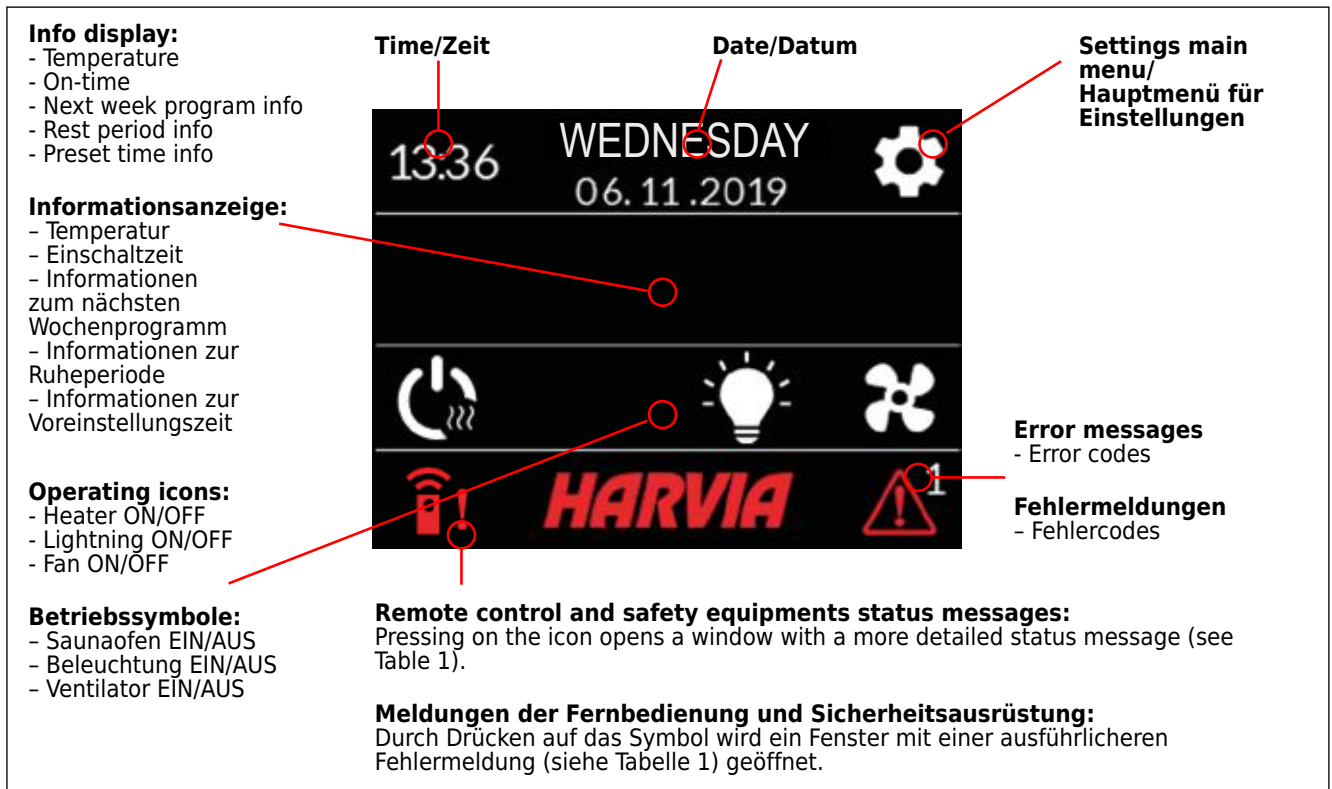 Info display:
- Temperature
- On-time
- Next week program info
- Rest period info
- Preset time info
Informationsanzeige:
– Temperatur
– Einschaltzeit
– Informationen
zum nächsten
Wochenprogramm
– Informationen zur
Ruheperiode
– Informationen zur
Voreinstellungszeit
Operating icons:
- Heater ON/OFF
- Lightning ON/OFF
- Fan ON/OFF
Betriebssymbole:
– Saunaofen EIN/AUS
– Beleuchtung EIN/AUS
– Ventilator EIN/AUS
Time/Zeit
Date/Datum
Settings main
menu/
Hauptmenü für
Einstellungen
13:36
WEDNESDAY
06. 11 .2019
!
HARVIA
! 1
Error messages
- Error codes
Fehlermeldungen
– Fehlercodes
Remote control and safety equipments status messages:
Pressing on the icon opens a window with a more detailed status message (see
Table 1).
Meldungen der Fernbedienung und Sicherheitsausrüstung:
Durch Drücken auf das Symbol wird ein Fenster mit einer ausführlicheren
Fehlermeldung (siehe Tabelle 1) geöffnet.